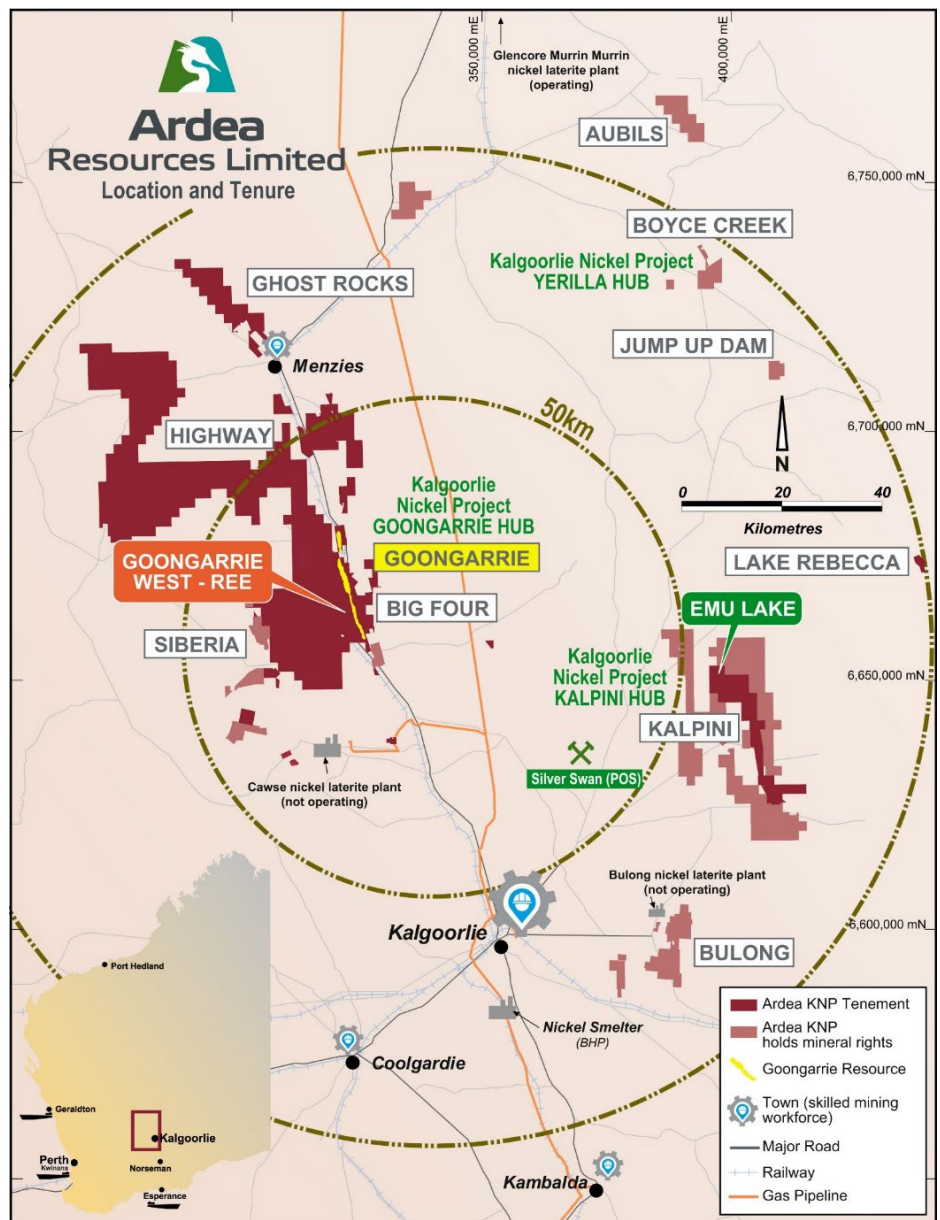 Ardea
Resources Limited
Location and Tenure
350,000 mE
400,000 mE
Glencore Murrin Murrin
nickel laterite plant
(operating)
AUBILS
6,750,000 mN
BOYCE CREEK
Kalgoorlie Nickel Project
YERILLA HUB
GHOST ROCKS
JUMP UP DAM
Menzies
50km
6,700,000 mN
HIGHWAY
N
0 20 40
Kilometres
Kalgoorlie
Nickel Project
GOONGARRIE HUB
GOONGARRIE
GOONGARRIE
WEST - REE
LAKE REBECCA
BIG FOUR
EMU LAKE
SIBERIA
Kalgoorlie
Nickel Project
KALPINI HUB
6,650,000 mN
KALPINI
Silver Swan (POS)
Cawse nickel laterite plant
(not operating)
Bulong nickel laterite plant
(not operating)
Kalgoorlie
6,600,000 mN
BULONG
Nickel Smelter
(BHP)
Coolgardie
Kambalda
Port Hedland
Geraldton
Kalgoorlie
Perth
Kwinana
Norseman
Esperance
Ardea KNP Tenement
Ardea KNP
holds mineral rights
Goongarrie Resource
Town (skilled mining
workforce)
Major Road
Railway
Gas Pipeline